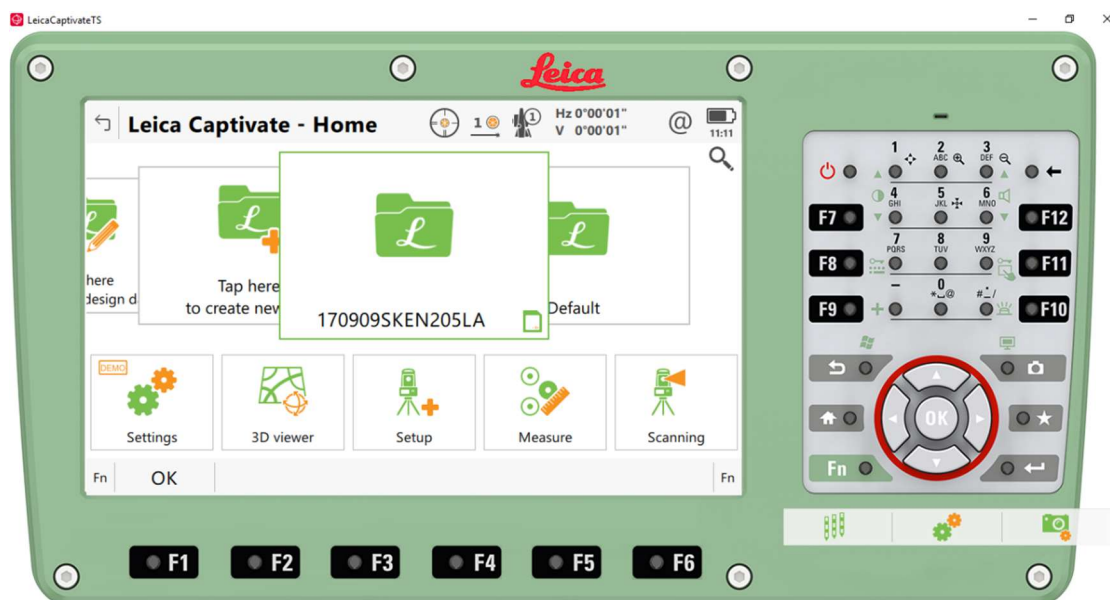 LeicaCaptivateTS
Leica
Leica Captivate - Home
1
1
Hz 0°00'01"
V 0°00'01"
@
11:11
here
design d
Tap here
to create new
170909SKEN205LA
Default
DEMO
Settings
3D viewer
Setup
Measure
Scanning
Fn
OK
Fn
F1
F2
F3
F4
F5
F6
1
2
ABC
3
DEF
F7
4
GHI
5
JKL
6
MNO
F12
F8
7
PQRS
8
TUV
9
WXYZ
F11
F9
+
–
0
*⎵@
#./
F10
OK
Fn